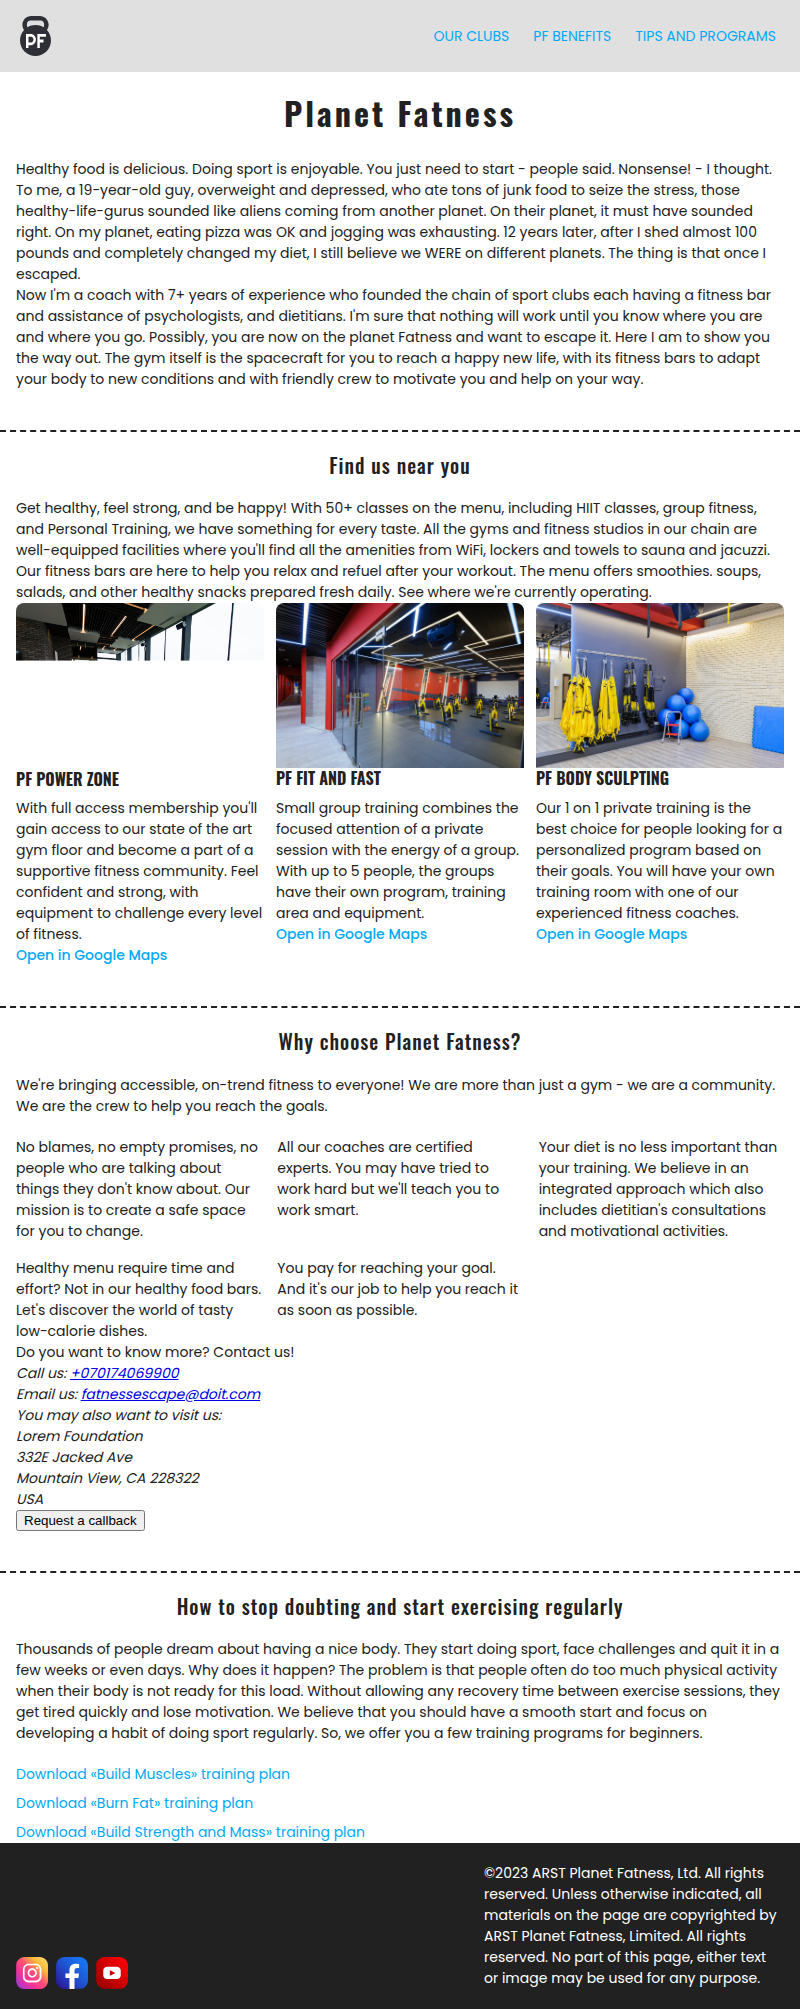 PF
OUR CLUBS PF BENEFITS TIPS AND PROGRAMS
Planet Fatness
Healthy food is delicious. Doing sport is enjoyable. You just need to start - people said. Nonsense! - I thought.
To me, a 19-year-old guy, overweight and depressed, who ate tons of junk food to seize the stress, those
healthy-life-gurus sounded like aliens coming from another planet. On their planet, it must have sounded
right. On my planet, eating pizza was OK and jogging was exhausting. 12 years later, after I shed almost 100
pounds and completely changed my diet, I still believe we WERE on different planets. The thing is that once I
escaped.
Now I'm a coach with 7+ years of experience who founded the chain of sport clubs each having a fitness bar
and assistance of psychologists, and dietitians. I'm sure that nothing will work until you know where you are
and where you go. Possibly, you are now on the planet Fatness and want to escape it. Here I am to show you
the way out. The gym itself is the spacecraft for you to reach a happy new life, with its fitness bars to adapt
your body to new conditions and with friendly crew to motivate you and help on your way.
Find us near you
Get healthy, feel strong, and be happy! With 50+ classes on the menu, including HIIT classes, group fitness,
and Personal Training, we have something for every taste. All the gyms and fitness studios in our chain are
well-equipped facilities where you'll find all the amenities from WiFi, lockers and towels to sauna and jacuzzi.
Our fitness bars are here to help you relax and refuel after your workout. The menu offers smoothies. soups,
salads, and other healthy snacks prepared fresh daily. See where we're currently operating.
PF POWER ZONE
With full access membership you'll
gain access to our state of the art
gym floor and become a part of a
supportive fitness community. Feel
confident and strong, with
equipment to challenge every level
of fitness.
Open in Google Maps
PF FIT AND FAST
Small group training combines the
focused attention of a private
session with the energy of a group.
With up to 5 people, the groups
have their own program, training
area and equipment.
Open in Google Maps
PF BODY SCULPTING
Our 1 on 1 private training is the
best choice for people looking for a
personalized program based on
their goals. You will have your own
training room with one of our
experienced fitness coaches.
Open in Google Maps
Why choose Planet Fatness?
We're bringing accessible, on-trend fitness to everyone! We are more than just a gym - we are a community.
We are the crew to help you reach the goals.
No blames, no empty promises, no
people who are talking about
things they don't know about. Our
mission is to create a safe space
for you to change.
All our coaches are certified
experts. You may have tried to
work hard but we'll teach you to
work smart.
Your diet is no less important than
your training. We believe in an
integrated approach which also
includes dietitian's consultations
and motivational activities.
Healthy menu require time and
effort? Not in our healthy food bars.
Let's discover the world of tasty
low-calorie dishes.
You pay for reaching your goal.
And it's our job to help you reach it
as soon as possible.
Do you want to know more? Contact us!
Call us: +070174069900
Email us: fatnessescape@doit.com
You may also want to visit us:
Lorem Foundation
332E Jacked Ave
Mountain View, CA 228322
USA
Request a callback
How to stop doubting and start exercising regularly
Thousands of people dream about having a nice body. They start doing sport, face challenges and quit it in a
few weeks or even days. Why does it happen? The problem is that people often do too much physical activity
when their body is not ready for this load. Without allowing any recovery time between exercise sessions, they
get tired quickly and lose motivation. We believe that you should have a smooth start and focus on
developing a habit of doing sport regularly. So, we offer you a few training programs for beginners.
Download «Build Muscles» training plan
Download «Burn Fat» training plan
Download «Build Strength and Mass» training plan
©2023 ARST Planet Fatness, Ltd. All rights
reserved. Unless otherwise indicated, all
materials on the page are copyrighted by
ARST Planet Fatness, Limited. All rights
reserved. No part of this page, either text
or image may be used for any purpose.